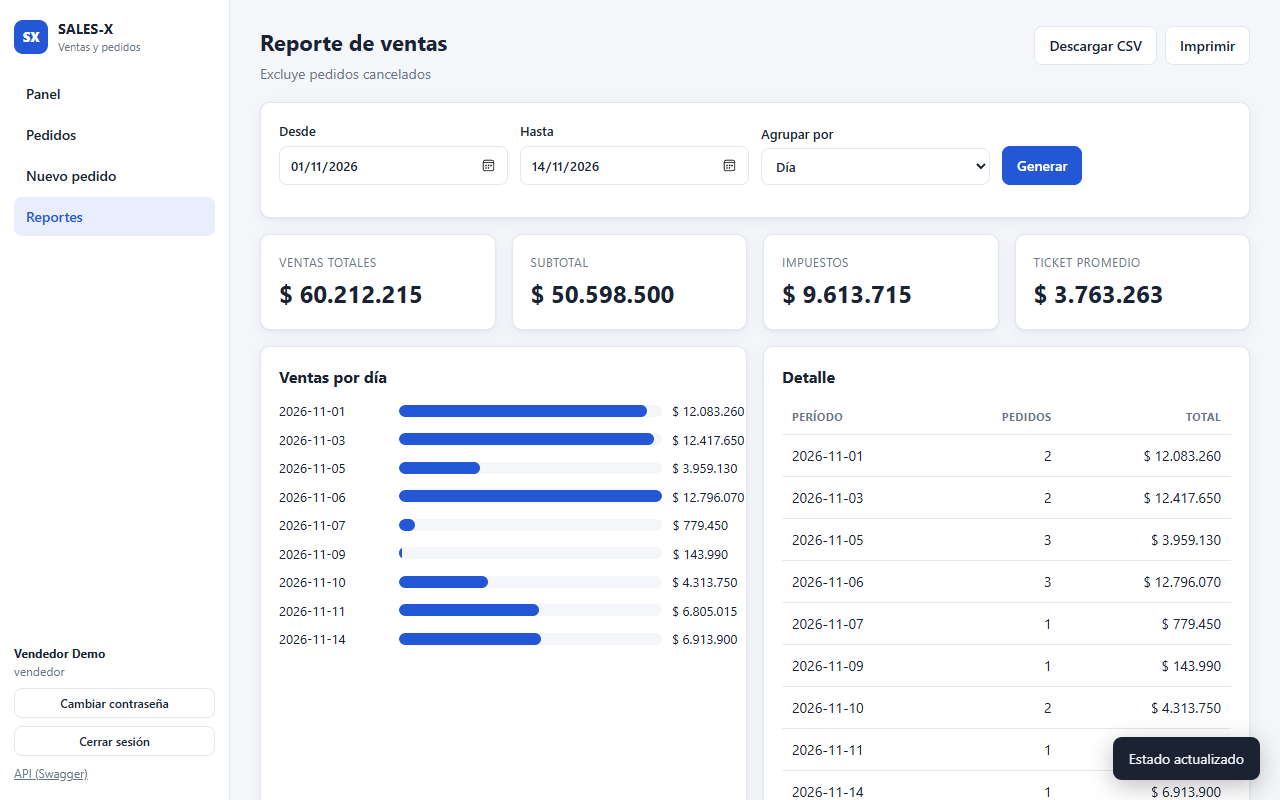 SX
SALES-X
Ventas y pedidos
Panel
Pedidos
Nuevo pedido
Reportes
Vendedor Demo
vendedor
Cambiar contraseña
Cerrar sesión
API (Swagger)
Reporte de ventas
Excluye pedidos cancelados
Descargar CSV
Imprimir
Desde
01/11/2026
Hasta
14/11/2026
Agrupar por
Día
Generar
VENTAS TOTALES
$ 60.212.215
SUBTOTAL
$ 50.598.500
IMPUESTOS
$ 9.613.715
TICKET PROMEDIO
$ 3.763.263
Ventas por día
2026-11-01 $ 12.083.260
2026-11-03 $ 12.417.650
2026-11-05 $ 3.959.130
2026-11-06 $ 12.796.070
2026-11-07 $ 779.450
2026-11-09 $ 143.990
2026-11-10 $ 4.313.750
2026-11-11 $ 6.805.015
2026-11-14 $ 6.913.900
Detalle
PERÍODO PEDIDOS TOTAL
2026-11-01 2 $ 12.083.260
2026-11-03 2 $ 12.417.650
2026-11-05 3 $ 3.959.130
2026-11-06 3 $ 12.796.070
2026-11-07 1 $ 779.450
2026-11-09 1 $ 143.990
2026-11-10 2 $ 4.313.750
2026-11-11 1
2026-11-14 1 $ 6.913.900
Estado actualizado